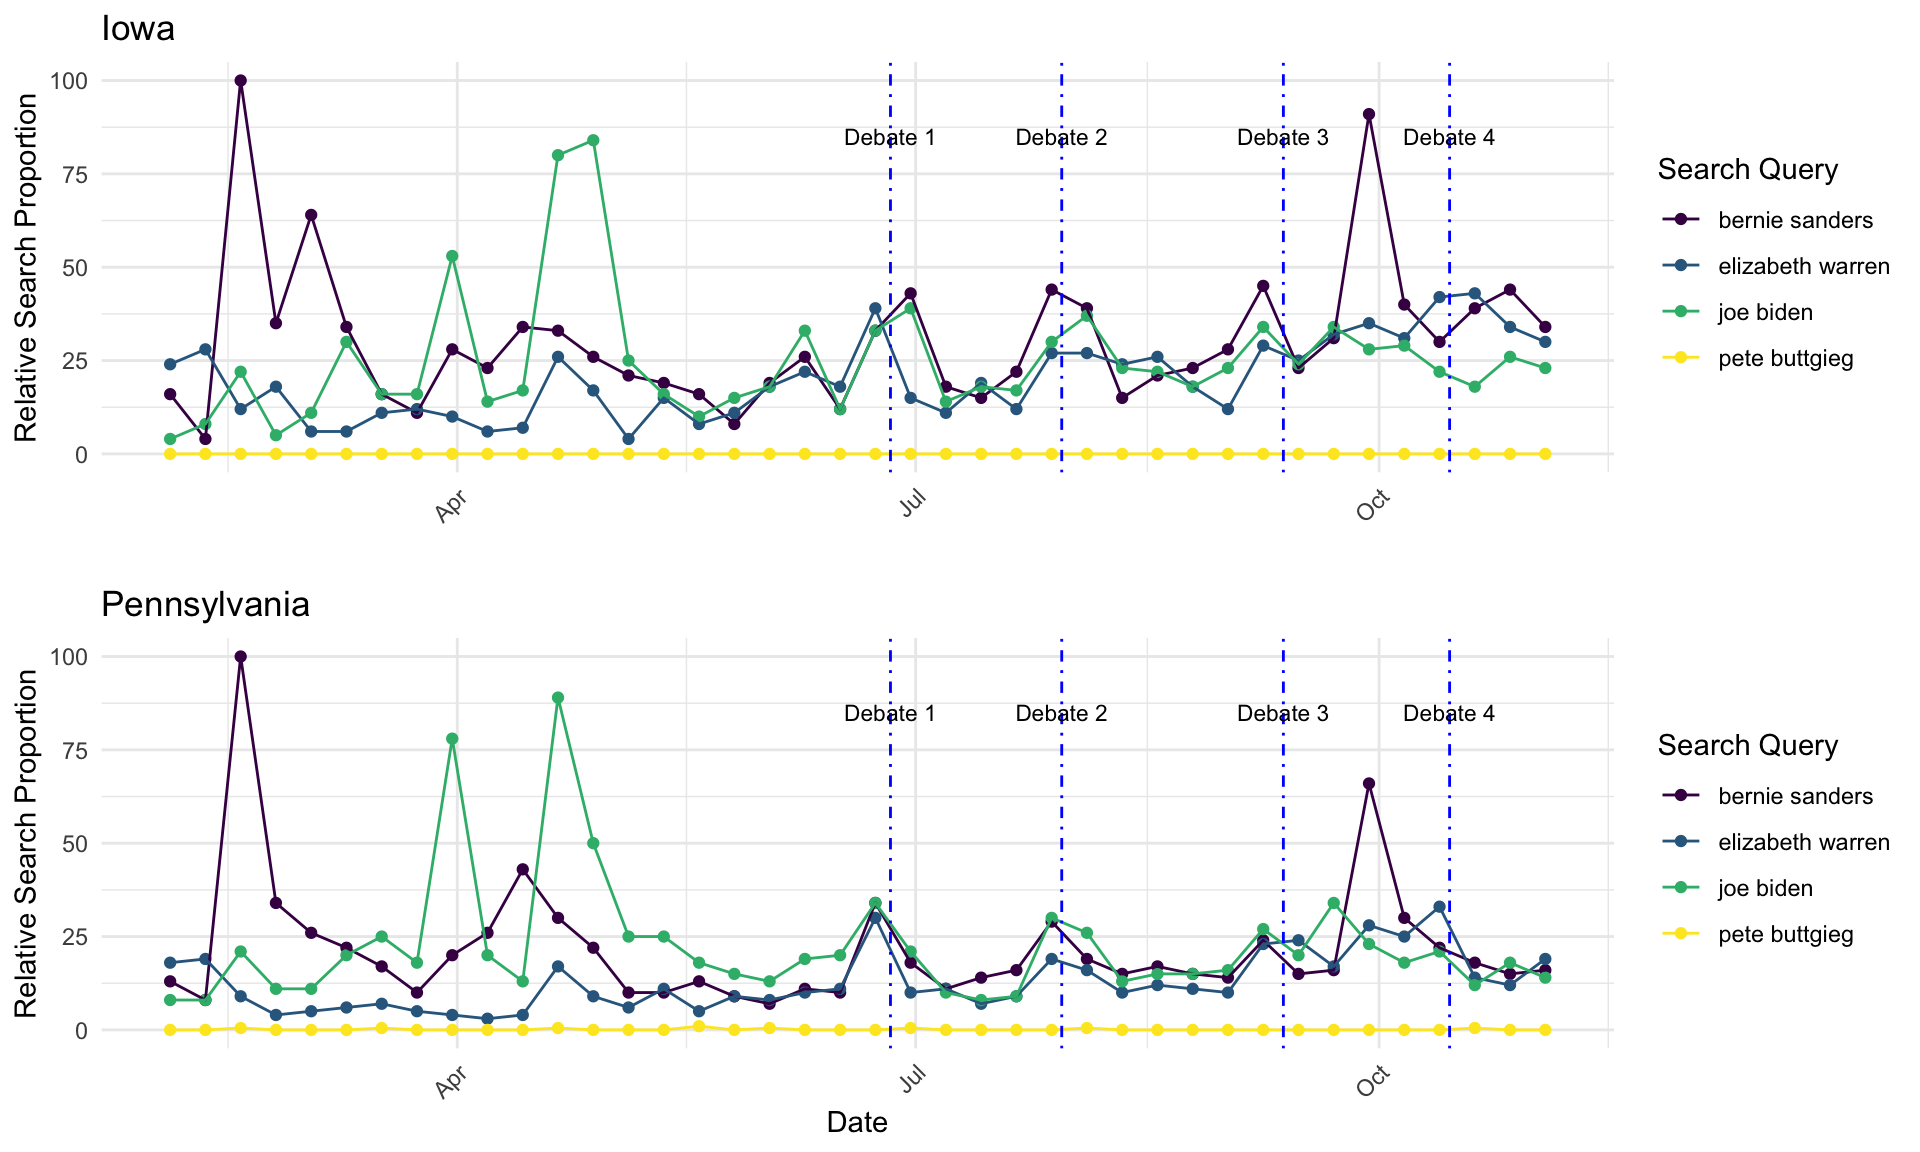 Iowa
Relative Search Proportion
100
75
50
25
0
Debate 1
Debate 2
Debate 3
Debate 4
Apr
Jul
Oct
Search Query
bernie sanders
elizabeth warren
joe biden
pete buttgieg
Pennsylvania
Relative Search Proportion
100
75
50
25
0
Debate 1
Debate 2
Debate 3
Debate 4
Apr
Jul
Oct
Date
Search Query
bernie sanders
elizabeth warren
joe biden
pete buttgieg